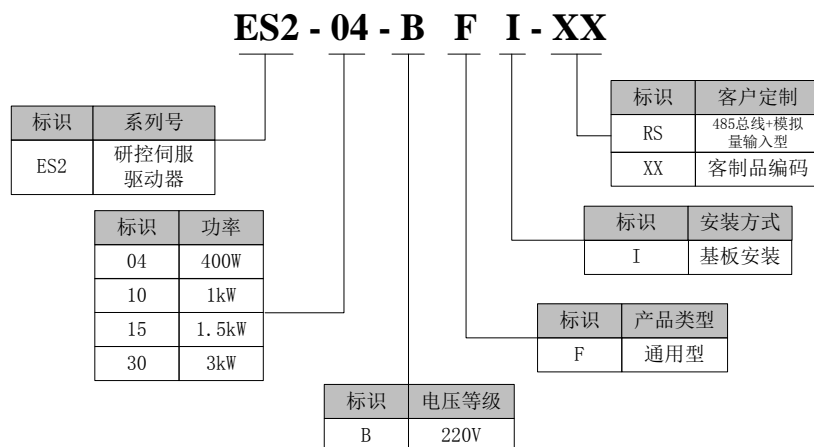 ES2 - 04 - B F I - XX
标识 系列号
ES2 研控伺服
驱动器
标识 功率
04 400W
10 1kW
15 1.5kW
30 3kW
标识 电压等级
B 220V
标识 产品类型
F 通用型
标识 安装方式
I 基板安装
标识 客户定制
RS 485总线+模拟
量输入型
XX 客制品编码